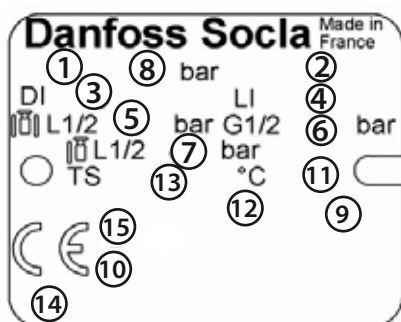 Danfoss Socla Made in France
1 8 bar 2
DI 3 LI 4
L1/2 5 bar G1/2 6 bar
L1/2 7 bar
TS 13 °C 11
12 9
15
CE 10
14